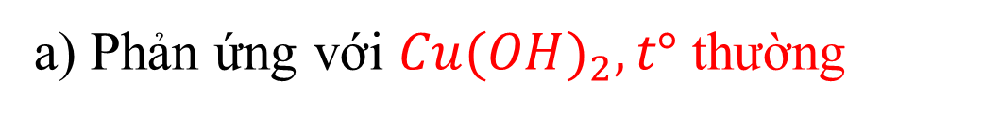 a) Phản ứng với Cu(OH)₂, t° thường